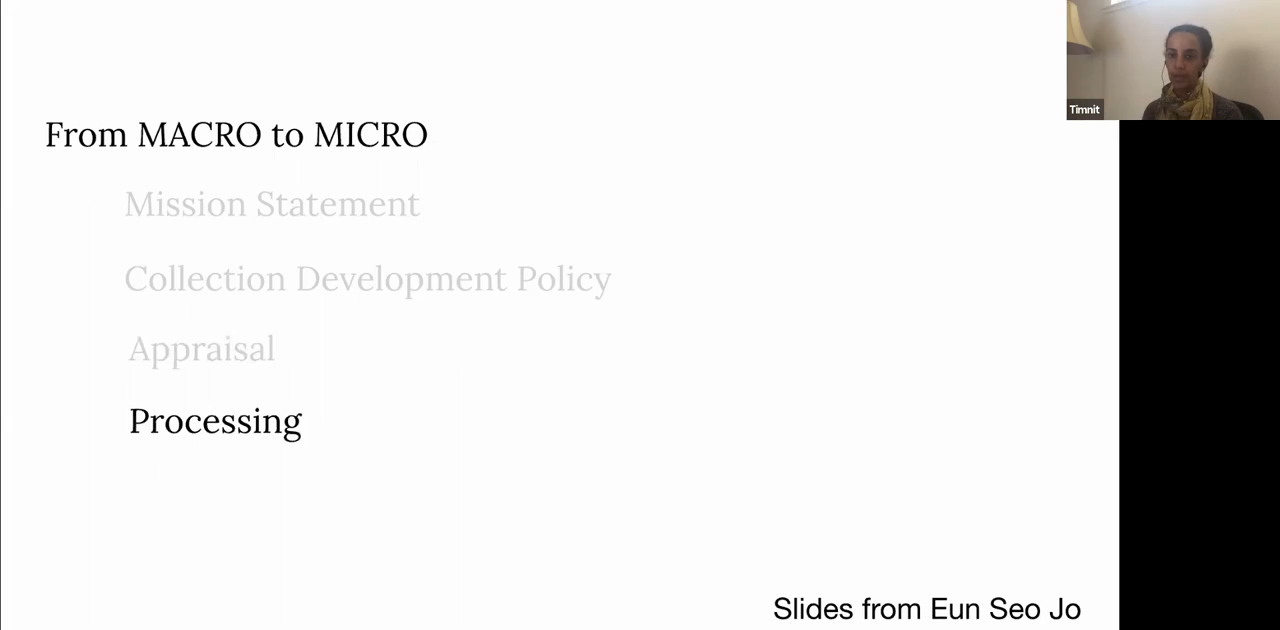 Timnit
From MACRO to MICRO
Mission Statement
Collection Development Policy
Appraisal
Processing
Slides from Eun Seo Jo